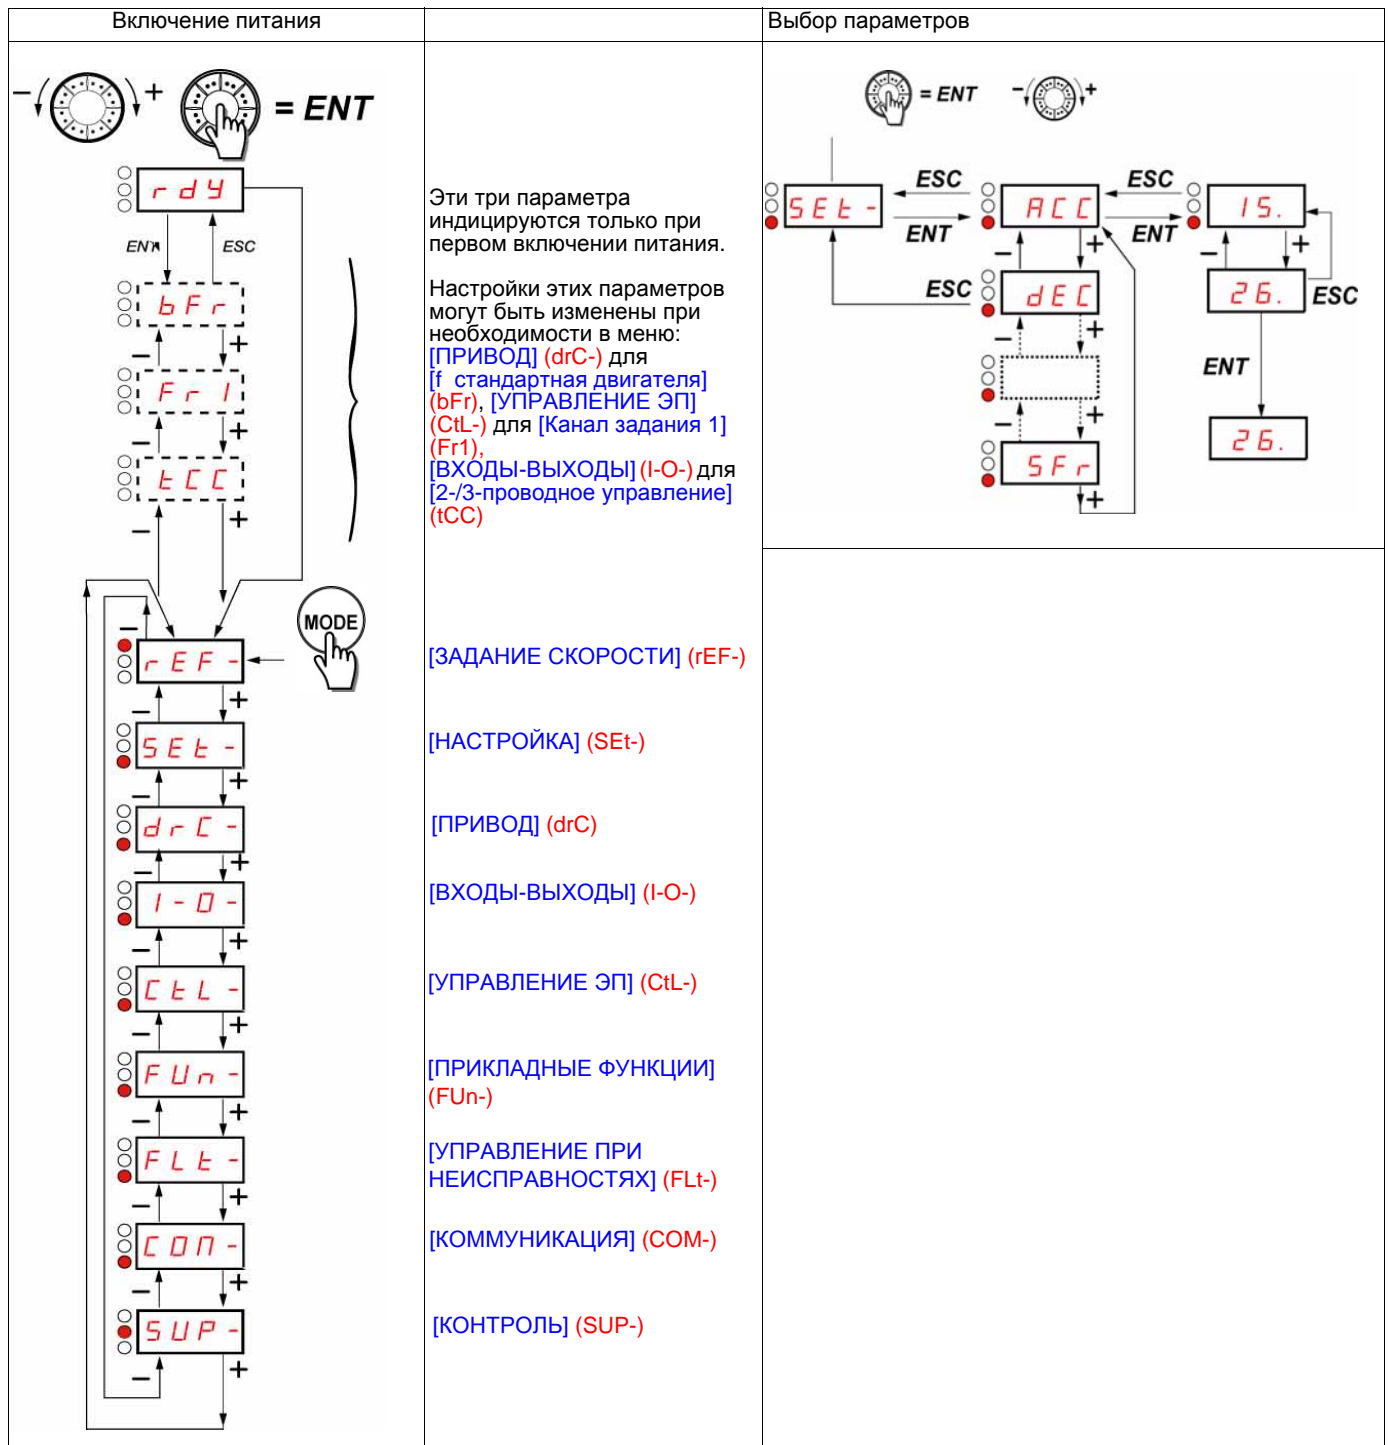 Включение питания
Выбор параметров
− +
= ENT
rdY
ENT
ESC
bFr
− +
Fr1
− +
tCC
− +
Эти три параметра
индицируются только при
первом включении питания.
Настройки этих параметров
могут быть изменены при
необходимости в меню:
[ПРИВОД] (drC-) для
[f стандартная двигателя]
(bFr), [УПРАВЛЕНИЕ ЭП]
(CtL-) для [Канал задания 1]
(Fr1),
[ВХОДЫ-ВЫХОДЫ] (I-O-) для
[2-/3-проводное управление]
(tCC)
MODE
−
rEF -
[ЗАДАНИЕ СКОРОСТИ] (rEF-)
− +
SEt -
[НАСТРОЙКА] (SEt-)
− +
drC -
[ПРИВОД] (drC)
− +
I-O -
[ВХОДЫ-ВЫХОДЫ] (I-O-)
− +
CtL -
[УПРАВЛЕНИЕ ЭП] (CtL-)
− +
FUn -
[ПРИКЛАДНЫЕ ФУНКЦИИ]
(FUn-)
− +
FLt -
[УПРАВЛЕНИЕ ПРИ
НЕИСПРАВНОСТЯХ] (FLt-)
− +
COM -
[КОММУНИКАЦИЯ] (COM-)
− +
SUP -
[КОНТРОЛЬ] (SUP-)
− +
= ENT
− +
SEt -
ESC
ENT
ACC
ESC
ENT
15.
− +
− +
ESC
dEC
26.
ESC
− +
ENT
− +
SFr
26.
+